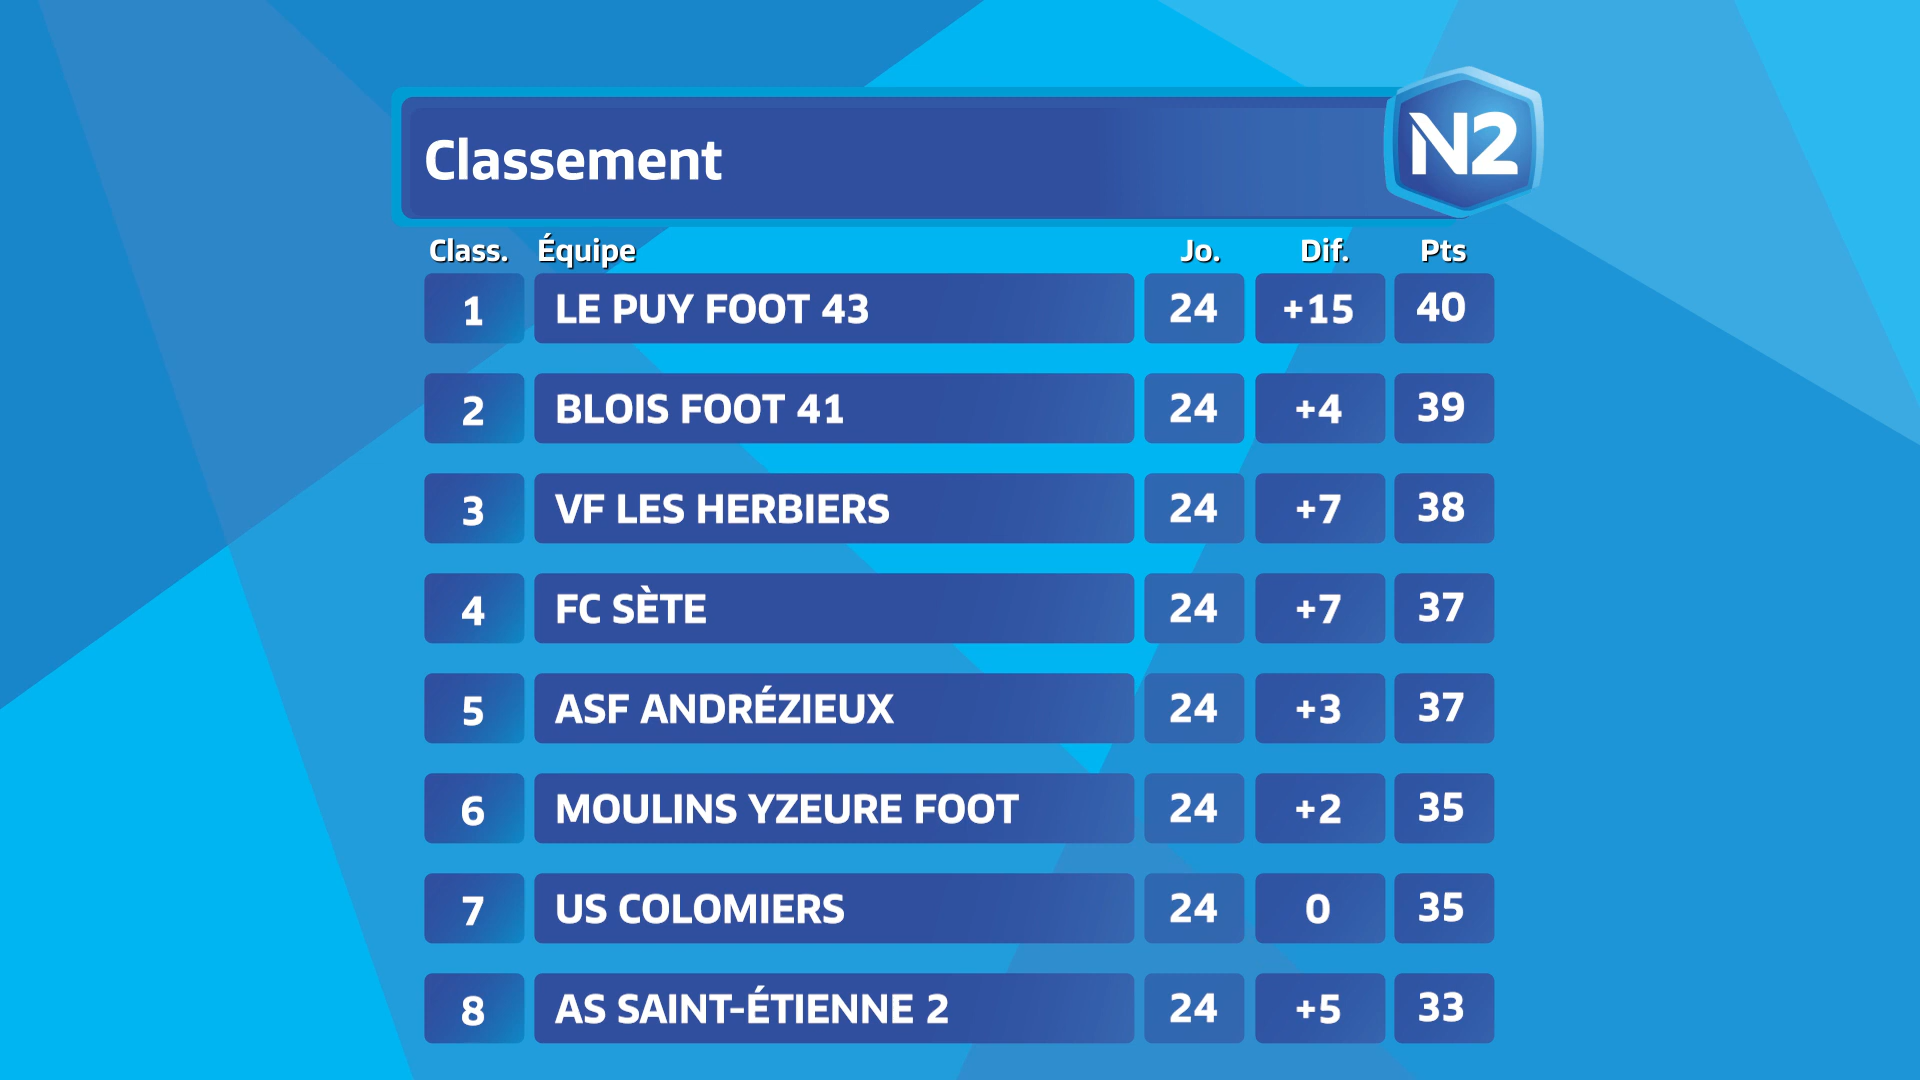 Classement
N2
Class. Équipe Jo. Dif. Pts
1 LE PUY FOOT 43 24 +15 40
2 BLOIS FOOT 41 24 +4 39
3 VF LES HERBIERS 24 +7 38
4 FC SÈTE 24 +7 37
5 ASF ANDRÉZIEUX 24 +3 37
6 MOULINS YZEURE FOOT 24 +2 35
7 US COLOMIERS 24 0 35
8 AS SAINT-ÉTIENNE 2 24 +5 33